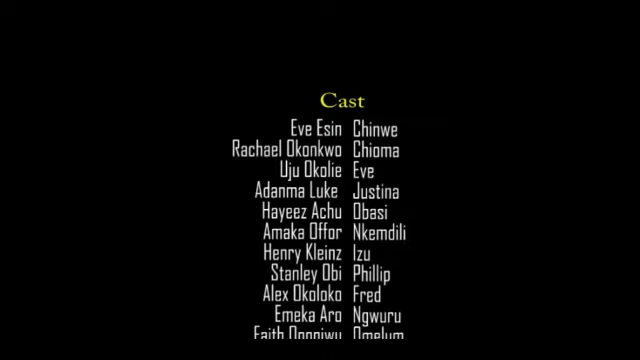 Cast
Eve Esin Chinwe
Rachael Okonkwo Chioma
Uju Okolie Eve
Adanma Luke Justina
Hayeez Achu Obasi
Amaka Offor Nkemdili
Henry Kleinz Izu
Stanley Obi Phillip
Alex Okoloko Fred
Emeka Aro Ngwuru
Faith